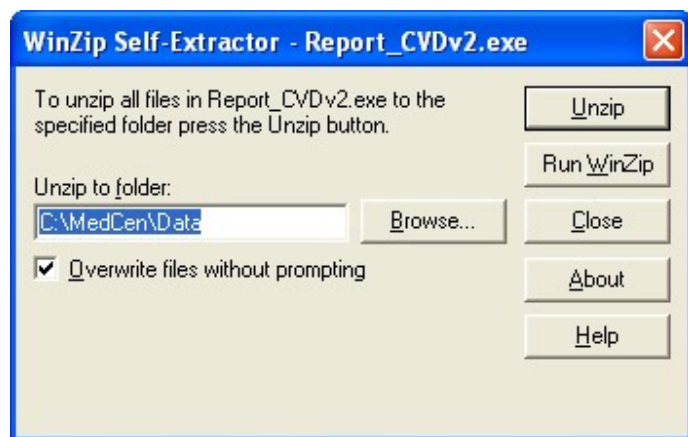 WinZip Self-Extractor - Report_CVDv2.exe
To unzip all files in Report_CVDv2.exe to the
specified folder press the Unzip button.
Unzip to folder:
C:\MedCen\Data
Browse...
Overwrite files without prompting
Unzip
Run WinZip
Close
About
Help